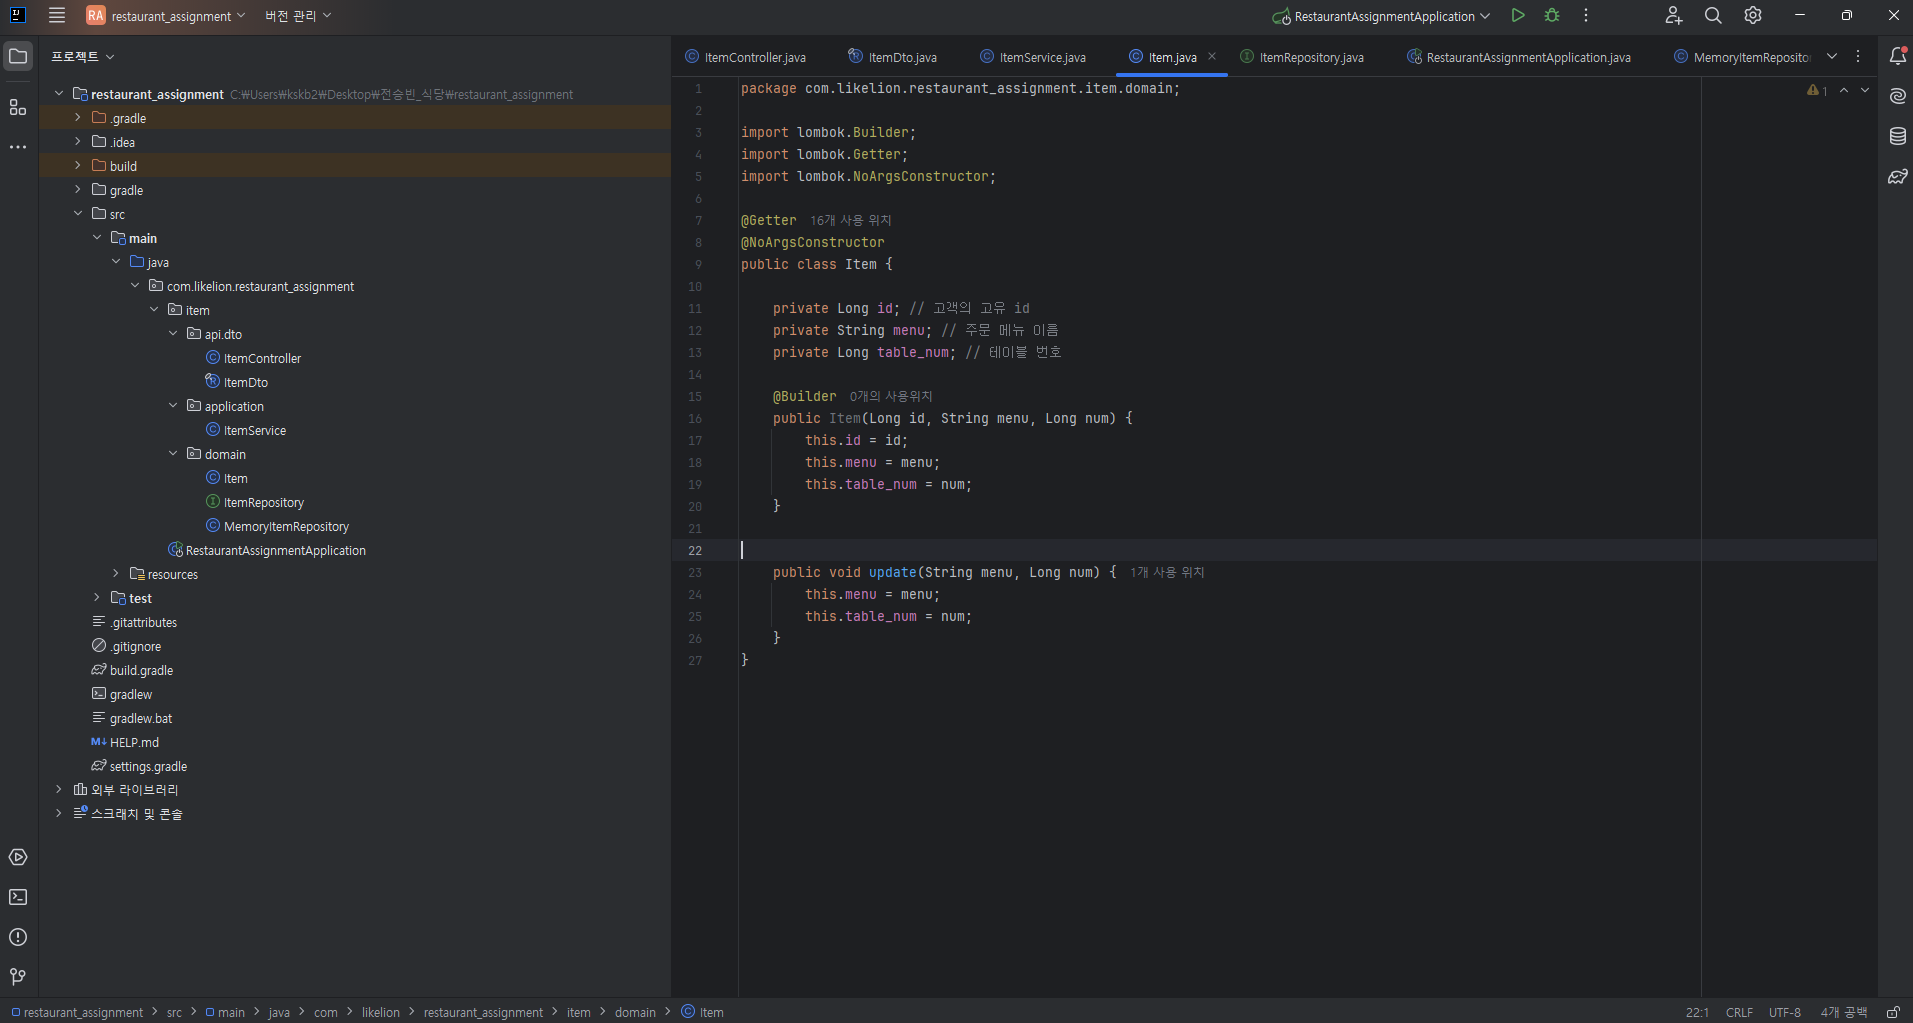 RA restaurant_assignment 버전 관리 RestaurantAssignmentApplication
프로젝트
ItemController.java ItemDto.java ItemService.java Item.java ItemRepository.java RestaurantAssignmentApplication.java MemoryItemRepositor
restaurant_assignment C:₩Users₩kskb2₩Desktop₩전승빈_식당₩restaurant_assignment
.gradle
.idea
build
gradle
src
main
java
com.likelion.restaurant_assignment
item
api.dto
ItemController
ItemDto
application
ItemService
domain
Item
ItemRepository
MemoryItemRepository
RestaurantAssignmentApplication
resources
test
.gitattributes
.gitignore
build.gradle
gradlew
gradlew.bat
HELP.md
settings.gradle
외부 라이브러리
스크래치 및 콘솔
1 package com.likelion.restaurant_assignment.item.domain;
2
3 import lombok.Builder;
4 import lombok.Getter;
5 import lombok.NoArgsConstructor;
6
7 @Getter 16개 사용 위치
8 @NoArgsConstructor
9 public class Item {
10
11 private Long id; // 고객의 고유 id
12 private String menu; // 주문 메뉴 이름
13 private Long table_num; // 테이블 번호
14
15 @Builder 0개의 사용위치
16 public Item(Long id, String menu, Long num) {
17 this.id = id;
18 this.menu = menu;
19 this.table_num = num;
20 }
21
22
23 public void update(String menu, Long num) { 1개 사용 위치
24 this.menu = menu;
25 this.table_num = num;
26 }
27 }
1
restaurant_assignment > src > main > java > com > likelion > restaurant_assignment > item > domain > Item
22:1 CRLF UTF-8 4개 공백